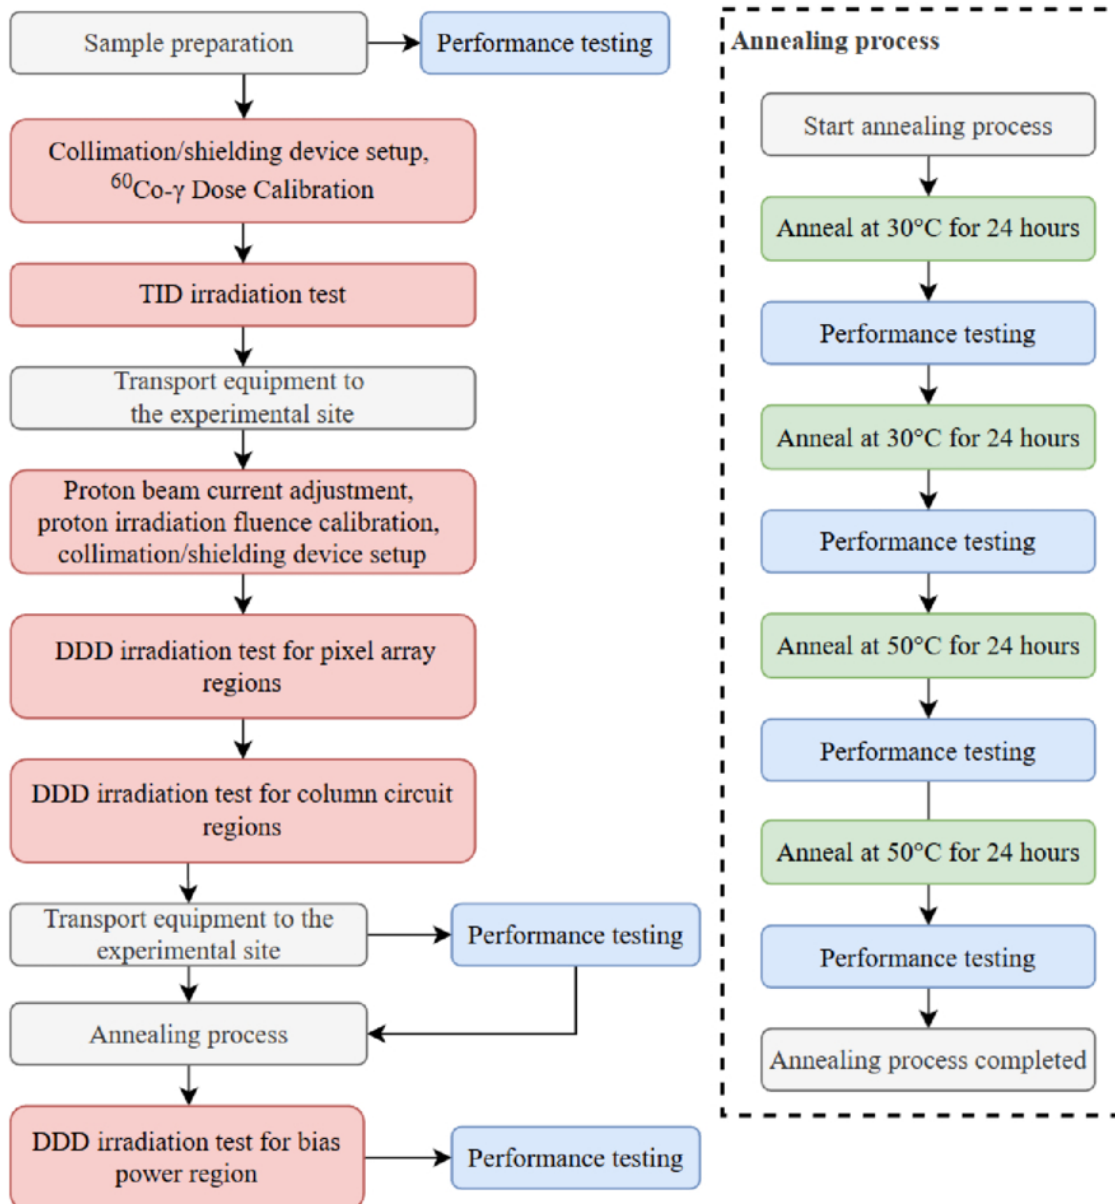 Sample preparation
Performance testing
Collimation/shielding device setup,
⁶⁰Co-γ Dose Calibration
TID irradiation test
Transport equipment to
the experimental site
Proton beam current adjustment,
proton irradiation fluence calibration,
collimation/shielding device setup
DDD irradiation test for pixel array
regions
DDD irradiation test for column circuit
regions
Transport equipment to the
experimental site
Performance testing
Annealing process
DDD irradiation test for bias
power region
Performance testing
Annealing process
Start annealing process
Anneal at 30°C for 24 hours
Performance testing
Anneal at 30°C for 24 hours
Performance testing
Anneal at 50°C for 24 hours
Performance testing
Anneal at 50°C for 24 hours
Performance testing
Annealing process completed